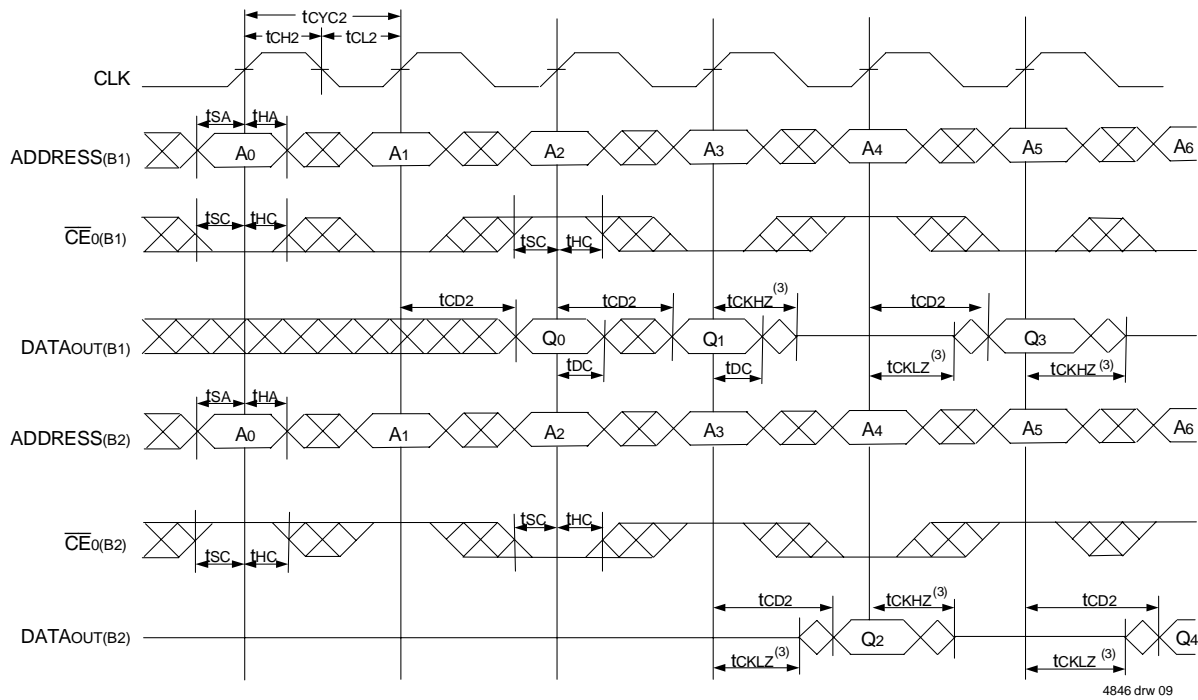 tCYC2
tCH2 tCL2
CLK
tSA tHA
ADDRESS(B1) A0 A1 A2 A3 A4 A5 A6
tSC tHC
CE0(B1)
tSC tHC
tCD2 tCD2 tCKHZ(3) tCD2
DATAOUT(B1) Q0 Q1 Q3
tDC tDC tCKLZ(3) tCKHZ(3)
tSA tHA
ADDRESS(B2) A0 A1 A2 A3 A4 A5 A6
tSC tHC
CE0(B2)
tSC tHC
tCD2 tCKHZ(3) tCD2
DATAOUT(B2) Q2 Q4
tCKLZ(3) tCKLZ(3)
4846 drw 09